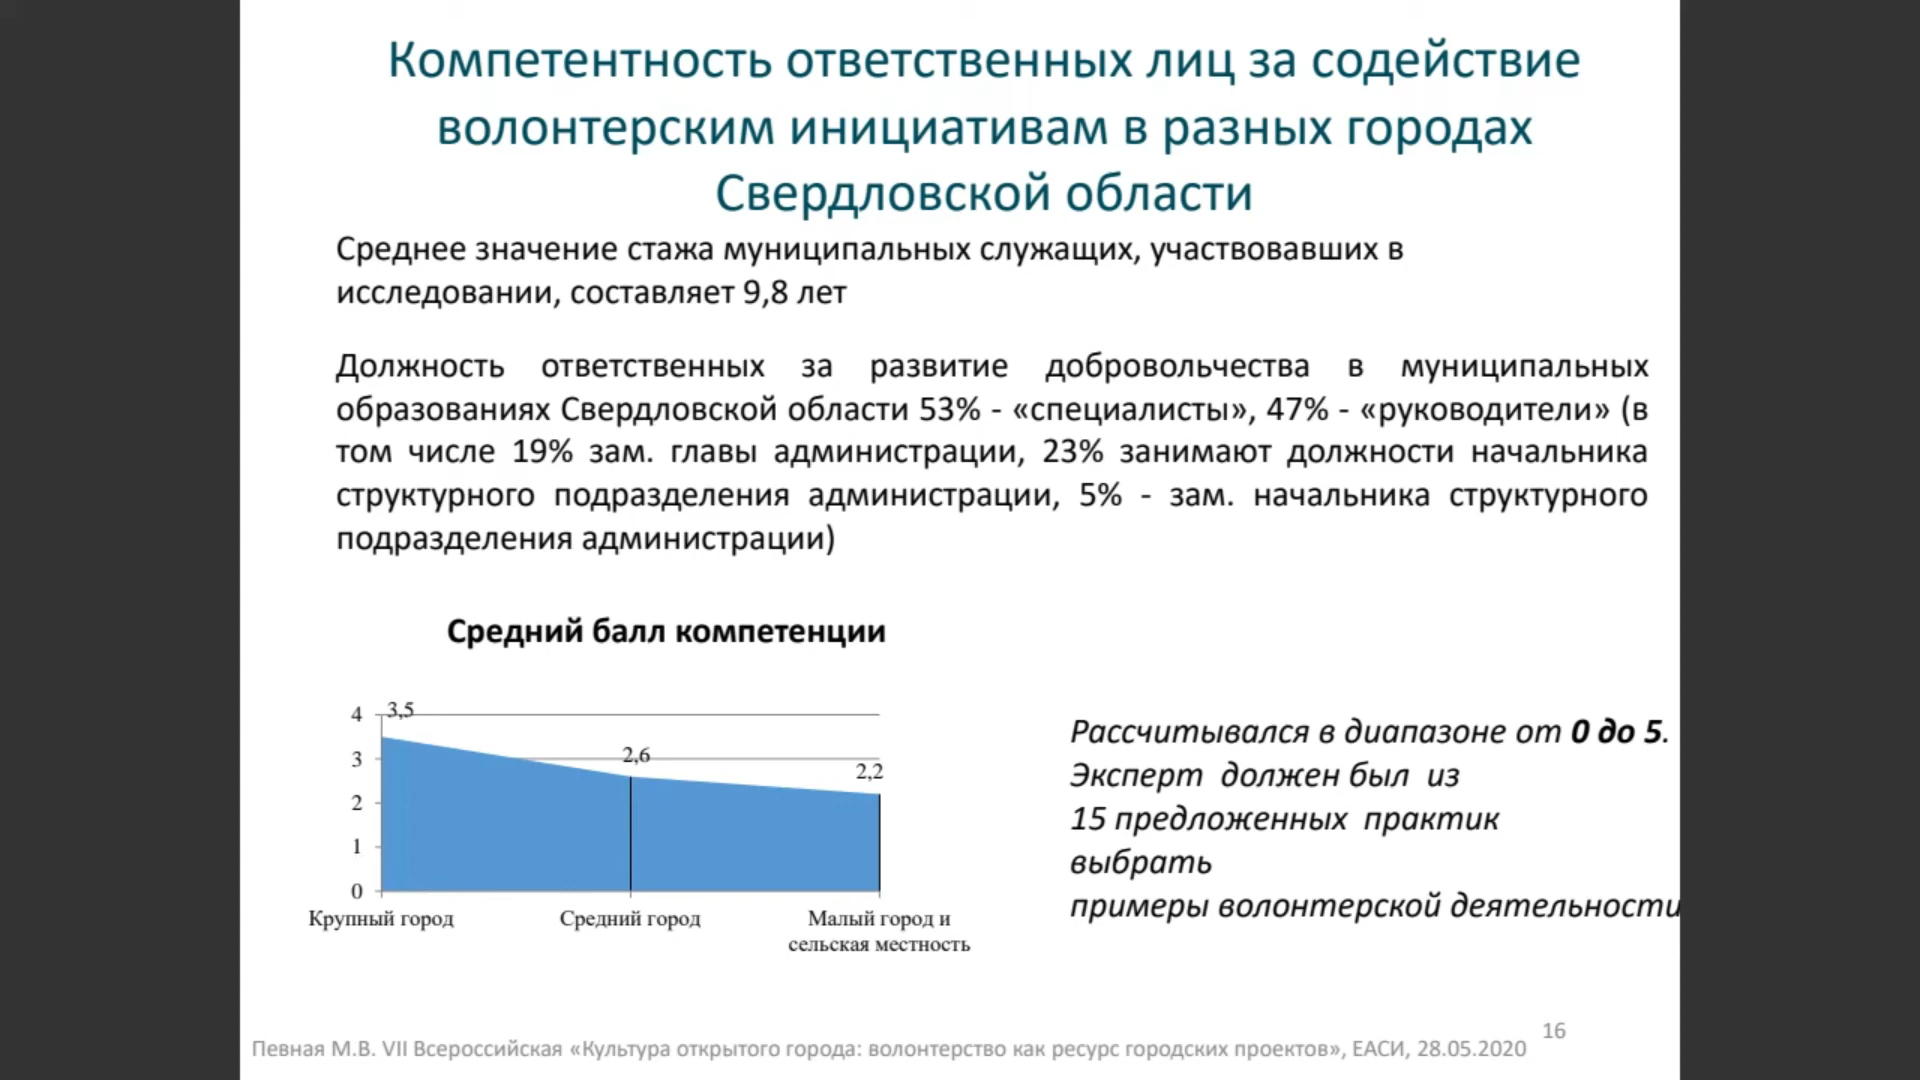 Компетентность ответственных лиц за содействие
волонтерским инициативам в разных городах
Свердловской области
Среднее значение стажа муниципальных служащих, участвовавших в
исследовании, составляет 9,8 лет
Должность ответственных за развитие добровольчества в муниципальных
образованиях Свердловской области 53% - «специалисты», 47% - «руководители» (в
том числе 19% зам. главы администрации, 23% занимают должности начальника
структурного подразделения администрации, 5% - зам. начальника структурного
подразделения администрации)
Средний балл компетенции
4
3
2
1
0
3,5
2,6
2,2
Крупный город
Средний город
Малый город и
сельская местность
Рассчитывался в диапазоне от 0 до 5.
Эксперт должен был из
15 предложенных практик
выбрать
примеры волонтерской деятельности
Певная М.В. VII Всероссийская «Культура открытого города: волонтерство как ресурс городских проектов», ЕАСИ, 28.05.2020
16